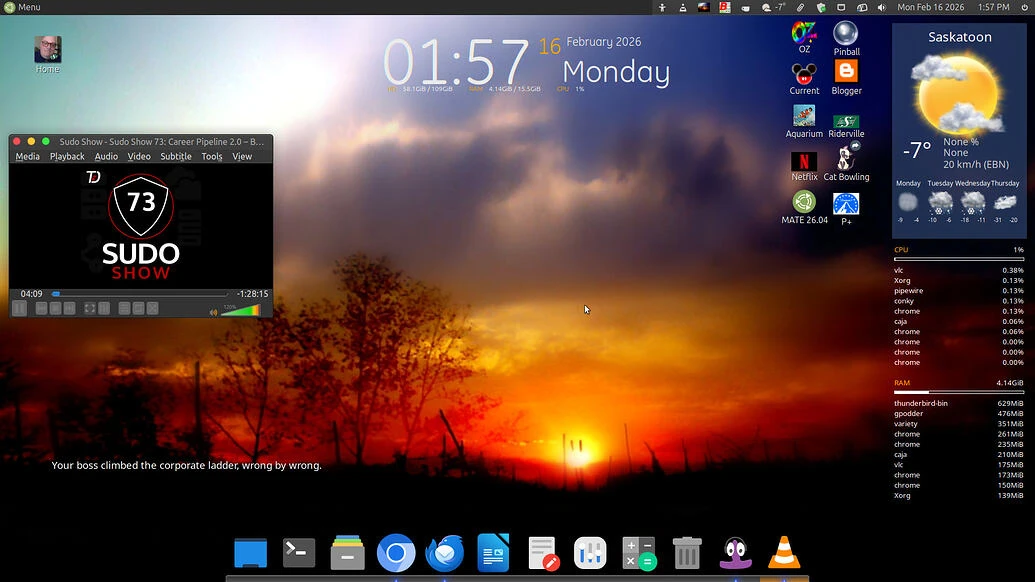 Menu
-7°
Mon Feb 16 2026
1:57 PM
Home
01:57
16
February 2026
Monday
58.1GiB / 109GiB
RAM
4.14GiB / 15.5GiB
CPU
1%
OZ
Pinball
Current
Blogger
Aquarium
Riderville
Netflix
Cat Bowling
MATE 26.04
P+
Sudo Show - Sudo Show 73: Career Pipeline 2.0 – B...
Media Playback Audio Video Subtitle Tools View
73
SUDO
SHOW
04:09
-1:28:15
120%
Your boss climbed the corporate ladder, wrong by wrong.
Saskatoon
-7°
None %
None
20 km/h (EBN)
Monday Tuesday Wednesday Thursday
-9 -4 -10 -6 -18 -11 -31 -20
CPU 1%
vlc 0.38%
Xorg 0.13%
pipewire 0.13%
conky 0.13%
chrome 0.13%
caja 0.06%
chrome 0.06%
chrome 0.00%
chrome 0.00%
chrome 0.00%
RAM 4.14GiB
thunderbird-bin 629MiB
gpodder 476MiB
variety 351MiB
chrome 261MiB
chrome 235MiB
caja 210MiB
vlc 175MiB
chrome 173MiB
chrome 150MiB
Xorg 139MiB